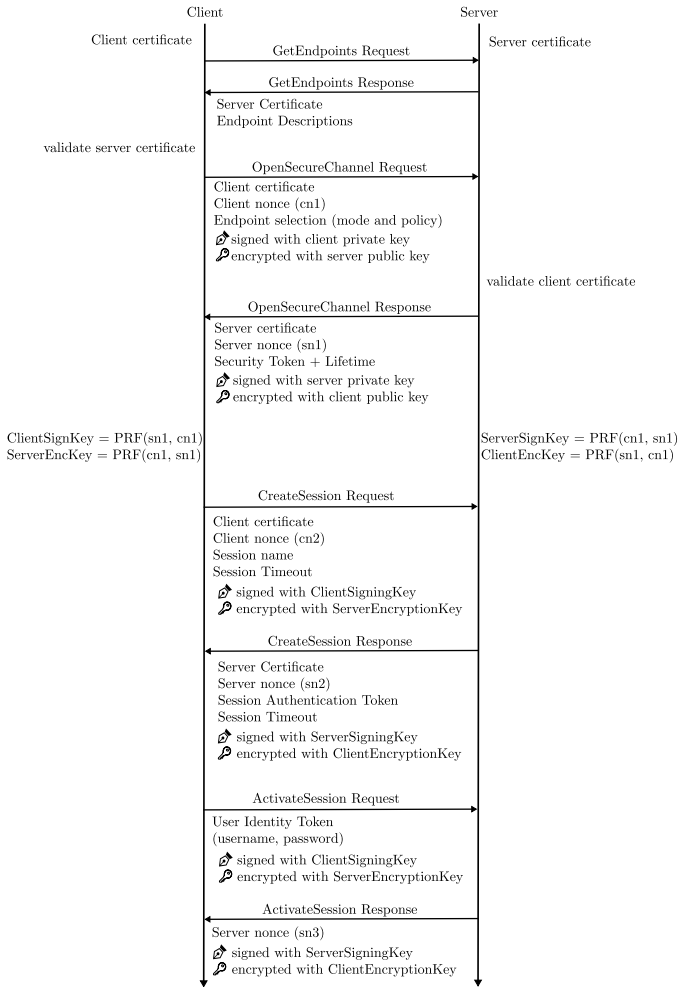 Client
Server
Client certificate
Server certificate
GetEndpoints Request
GetEndpoints Response
Server Certificate
Endpoint Descriptions
validate server certificate
OpenSecureChannel Request
Client certificate
Client nonce (cn1)
Endpoint selection (mode and policy)
signed with client private key
encrypted with server public key
validate client certificate
OpenSecureChannel Response
Server certificate
Server nonce (sn1)
Security Token + Lifetime
signed with server private key
encrypted with client public key
ClientSignKey = PRF(sn1, cn1)
ServerEncKey = PRF(cn1, sn1)
ServerSignKey = PRF(cn1, sn1)
ClientEncKey = PRF(sn1, cn1)
CreateSession Request
Client certificate
Client nonce (cn2)
Session name
Session Timeout
signed with ClientSigningKey
encrypted with ServerEncryptionKey
CreateSession Response
Server Certificate
Server nonce (sn2)
Session Authentication Token
Session Timeout
signed with ServerSigningKey
encrypted with ClientEncryptionKey
ActivateSession Request
User Identity Token
(username, password)
signed with ClientSigningKey
encrypted with ServerEncryptionKey
ActivateSession Response
Server nonce (sn3)
signed with ServerSigningKey
encrypted with ClientEncryptionKey